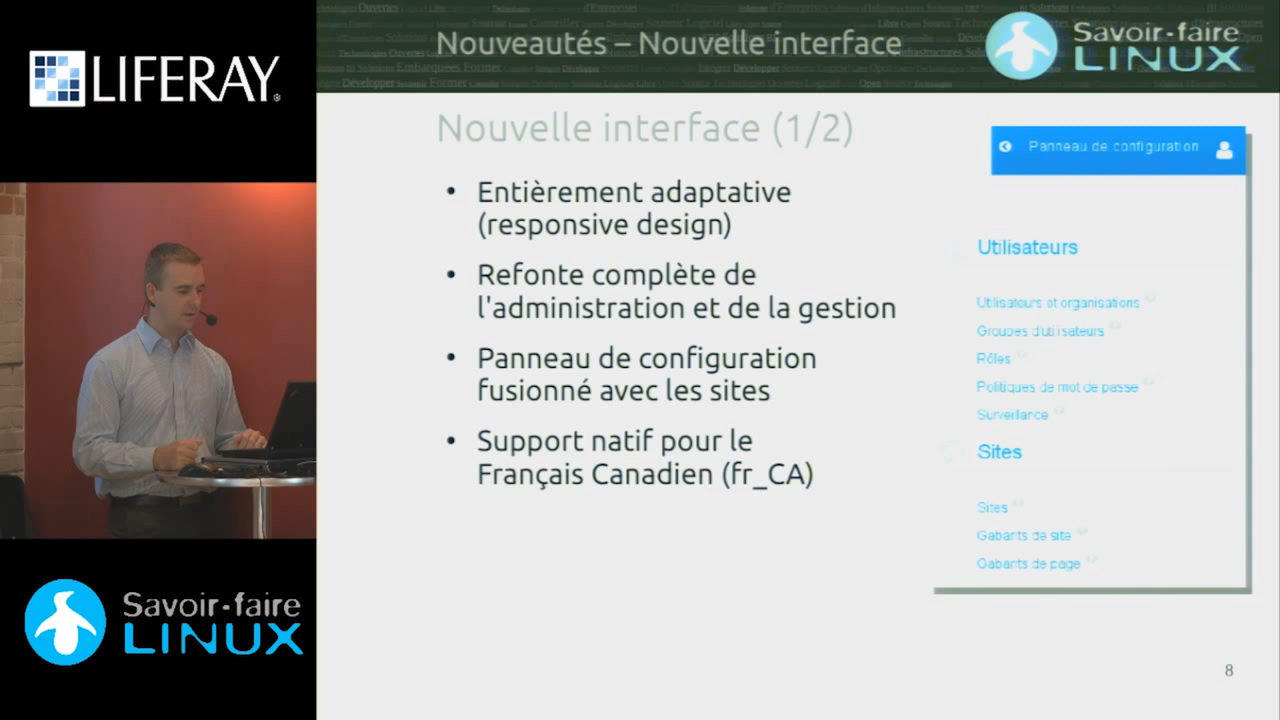 LIFERAY.
Nouveautés – Nouvelle interface
Savoir-faire
LINUX
Nouvelle interface (1/2)
• Entièrement adaptative
(responsive design)
• Refonte complète de
l'administration et de la gestion
• Panneau de configuration
fusionné avec les sites
• Support natif pour le
Français Canadien (fr_CA)
Panneau de configuration
Utilisateurs
Utilisateurs et organisations
Groupes d'utilisateurs
Rôles
Politiques de mot de passe
Surveillance
Sites
Sites
Gabarits de site
Gabarits de page
Savoir-faire
LINUX
8